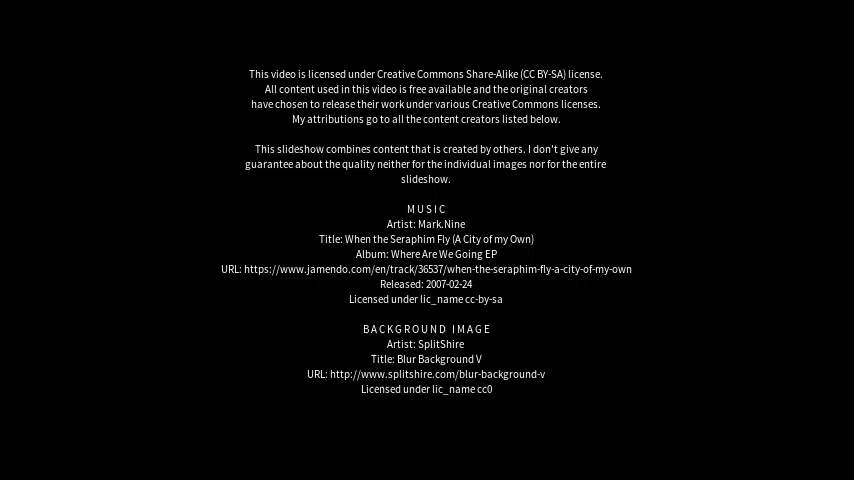 This video is licensed under Creative Commons Share-Alike (CC BY-SA) license.
All content used in this video is free available and the original creators
have chosen to release their work under various Creative Commons licenses.
My attributions go to all the content creators listed below.
This slideshow combines content that is created by others. I don't give any
guarantee about the quality neither for the individual images nor for the entire
slideshow.
MUSIC
Artist: Mark.Nine
Title: When the Seraphim Fly (A City of my Own)
Album: Where Are We Going EP
URL: https://www.jamendo.com/en/track/36537/when-the-seraphim-fly-a-city-of-my-own
Released: 2007-02-24
Licensed under lic_name cc-by-sa
BACKGROUND IMAGE
Artist: SplitShire
Title: Blur Background V
URL: http://www.splitshire.com/blur-background-v
Licensed under lic_name cc0